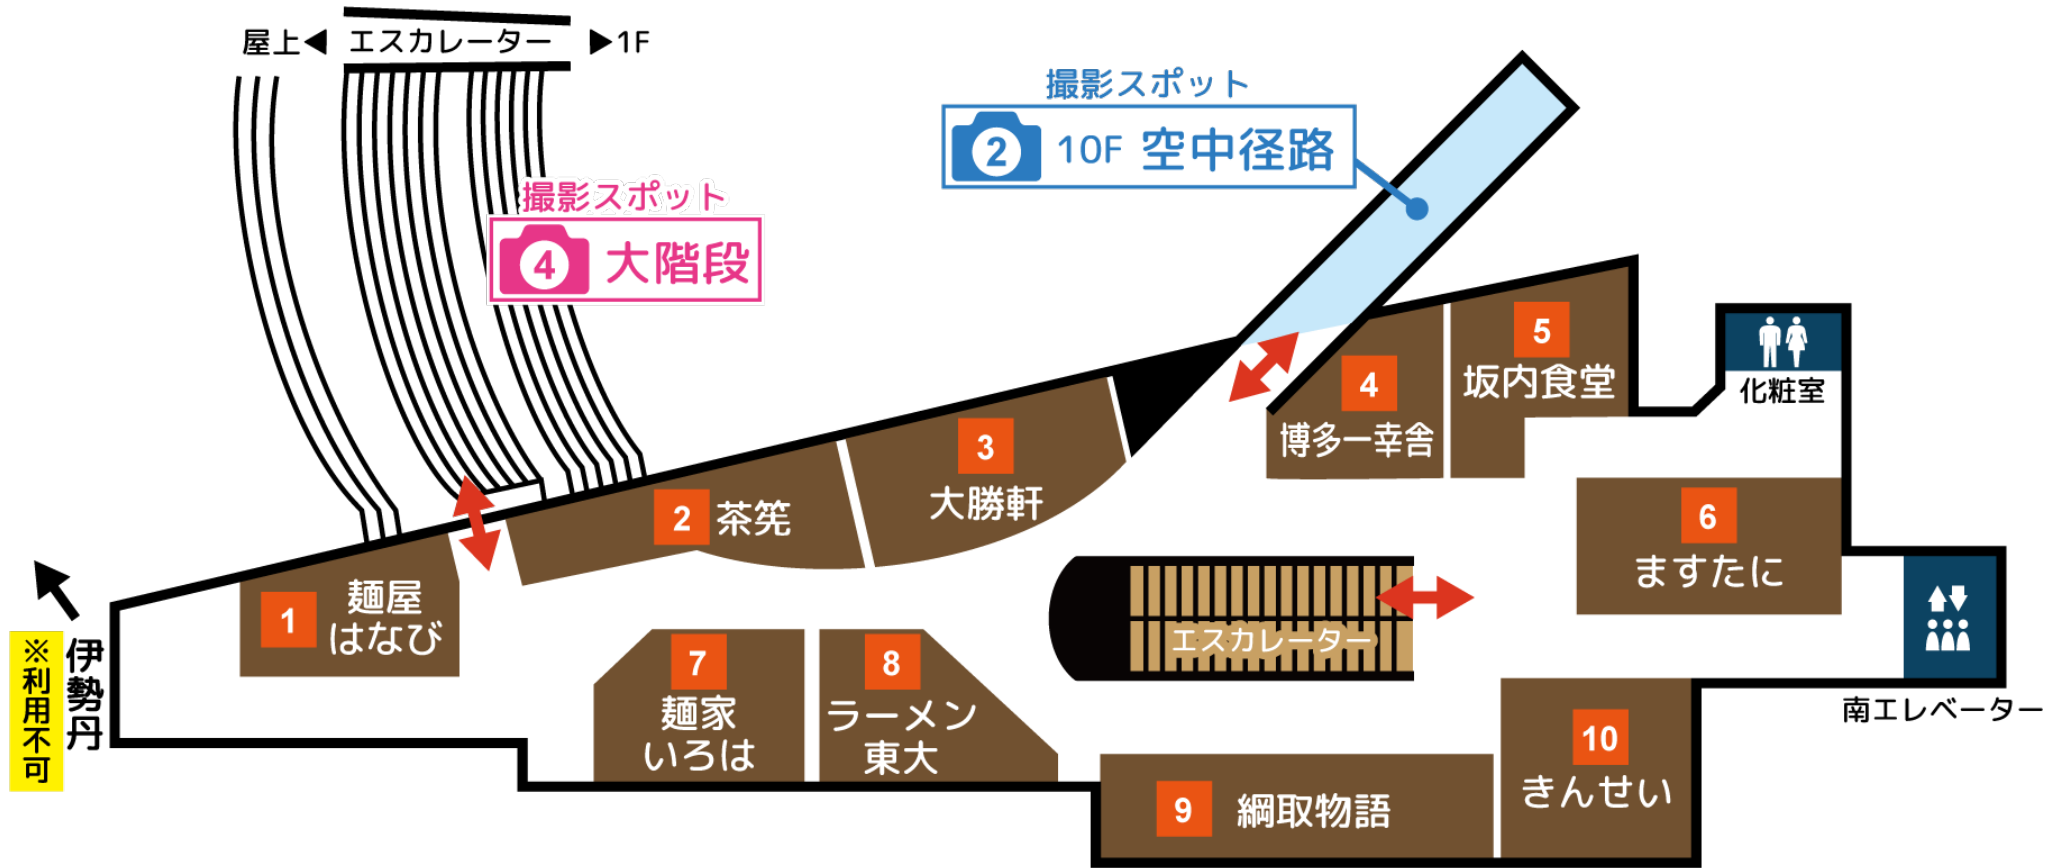 屋上◀ エスカレーター ▶1F
撮影スポット
2 10F 空中径路
撮影スポット
4 大階段
1 麺屋
はなび
2 茶筅
3
大勝軒
4
博多一幸舎
5
坂内食堂
化粧室
6
ますたに
エスカレーター
南エレベーター
伊勢丹
※利用不可
7
麺家
いろは
8
ラーメン
東大
9 綱取物語
10
きんせい